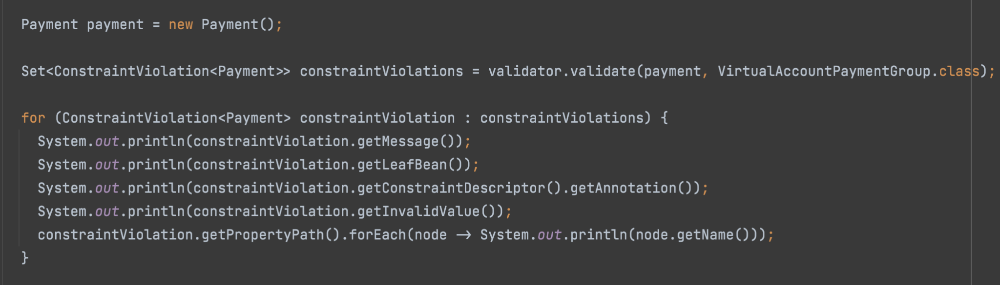 Payment payment = new Payment();
Set<ConstraintViolation<Payment>> constraintViolations = validator.validate(payment, VirtualAccountPaymentGroup.class);
for (ConstraintViolation<Payment> constraintViolation : constraintViolations) {
System.out.println(constraintViolation.getMessage());
System.out.println(constraintViolation.getLeafBean());
System.out.println(constraintViolation.getConstraintDescriptor().getAnnotation());
System.out.println(constraintViolation.getInvalidValue());
constraintViolation.getPropertyPath().forEach(node -> System.out.println(node.getName()));
}